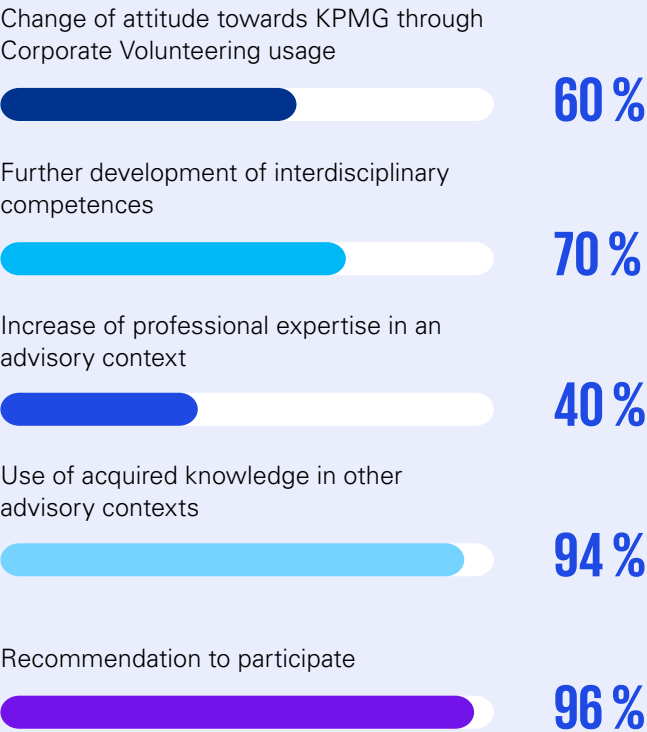 Change of attitude towards KPMG through
Corporate Volunteering usage
60 %
Further development of interdisciplinary
competences
70 %
Increase of professional expertise in an
advisory context
40 %
Use of acquired knowledge in other
advisory contexts
94 %
Recommendation to participate
96 %